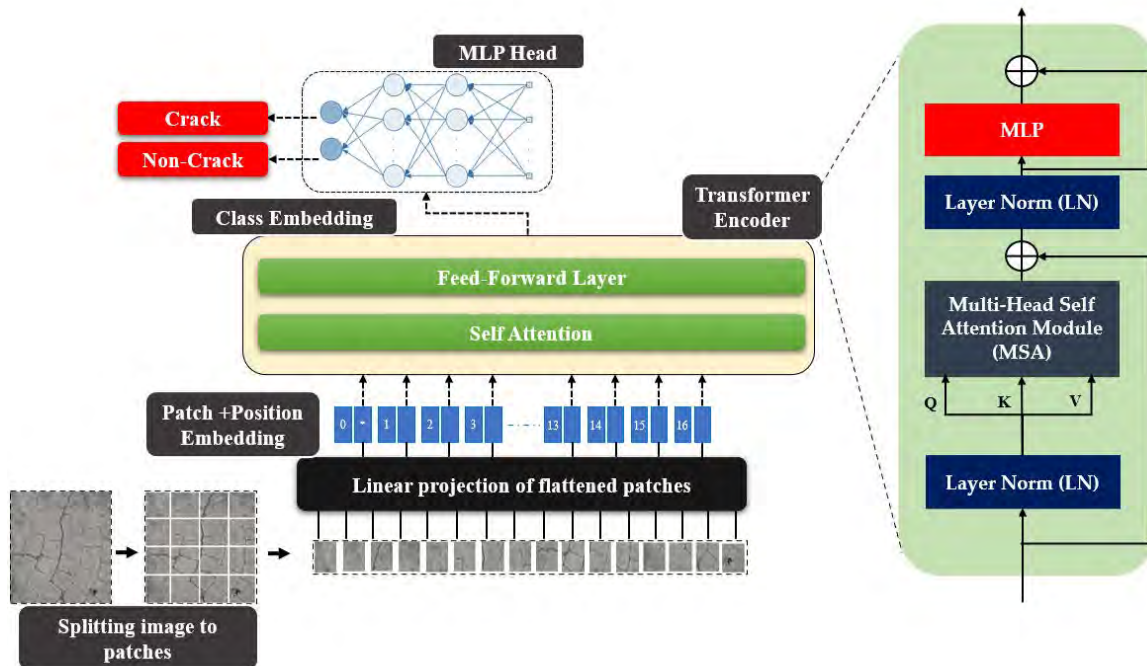 MLP Head
Crack
Non-Crack
Class Embedding
Transformer
Encoder
Feed-Forward Layer
Self Attention
Patch +Position
Embedding
0 * 1 2 3 13 14 15 16
Linear projection of flattened patches
Splitting image to
patches
MLP
Layer Norm (LN)
Multi-Head Self
Attention Module
(MSA)
Q K V
Layer Norm (LN)